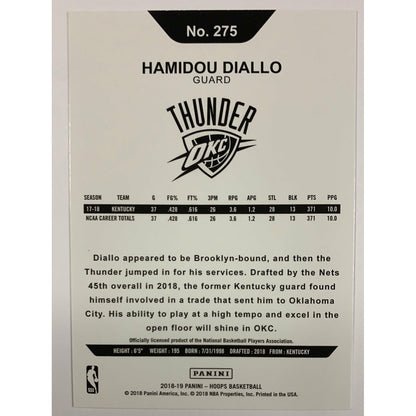 No. 275
HAMIDOU DIALLO
GUARD
THUNDER
OKC
SEASON TEAM G FG% FT% 3PM RPG APG STL BLK PTS PPG
17-18 KENTUCKY 37 .428 .616 26 3.6 1.2 28 13 371 10.0
NCAA CAREER TOTALS 37 .428 .616 26 3.6 1.2 28 13 371 10.0
Diallo appeared to be Brooklyn-bound, and then the
Thunder jumped in for his services. Drafted by the Nets
45th overall in 2018, the former Kentucky guard found
himself involved in a trade that sent him to Oklahoma
City. His ability to play at a high tempo and excel in the
open floor will shine in OKC.
Officially licensed product of the National Basketball Players Association.
HEIGHT: 6'5" WEIGHT: 195 BORN: 7/31/1998 DRAFTED: 2018 FROM: KENTUCKY
NBA
PANINI
2018-19 PANINI – HOOPS BASKETBALL
© 2018 Panini America, Inc. © 2018 NBA Properties, Inc. Printed in the USA.